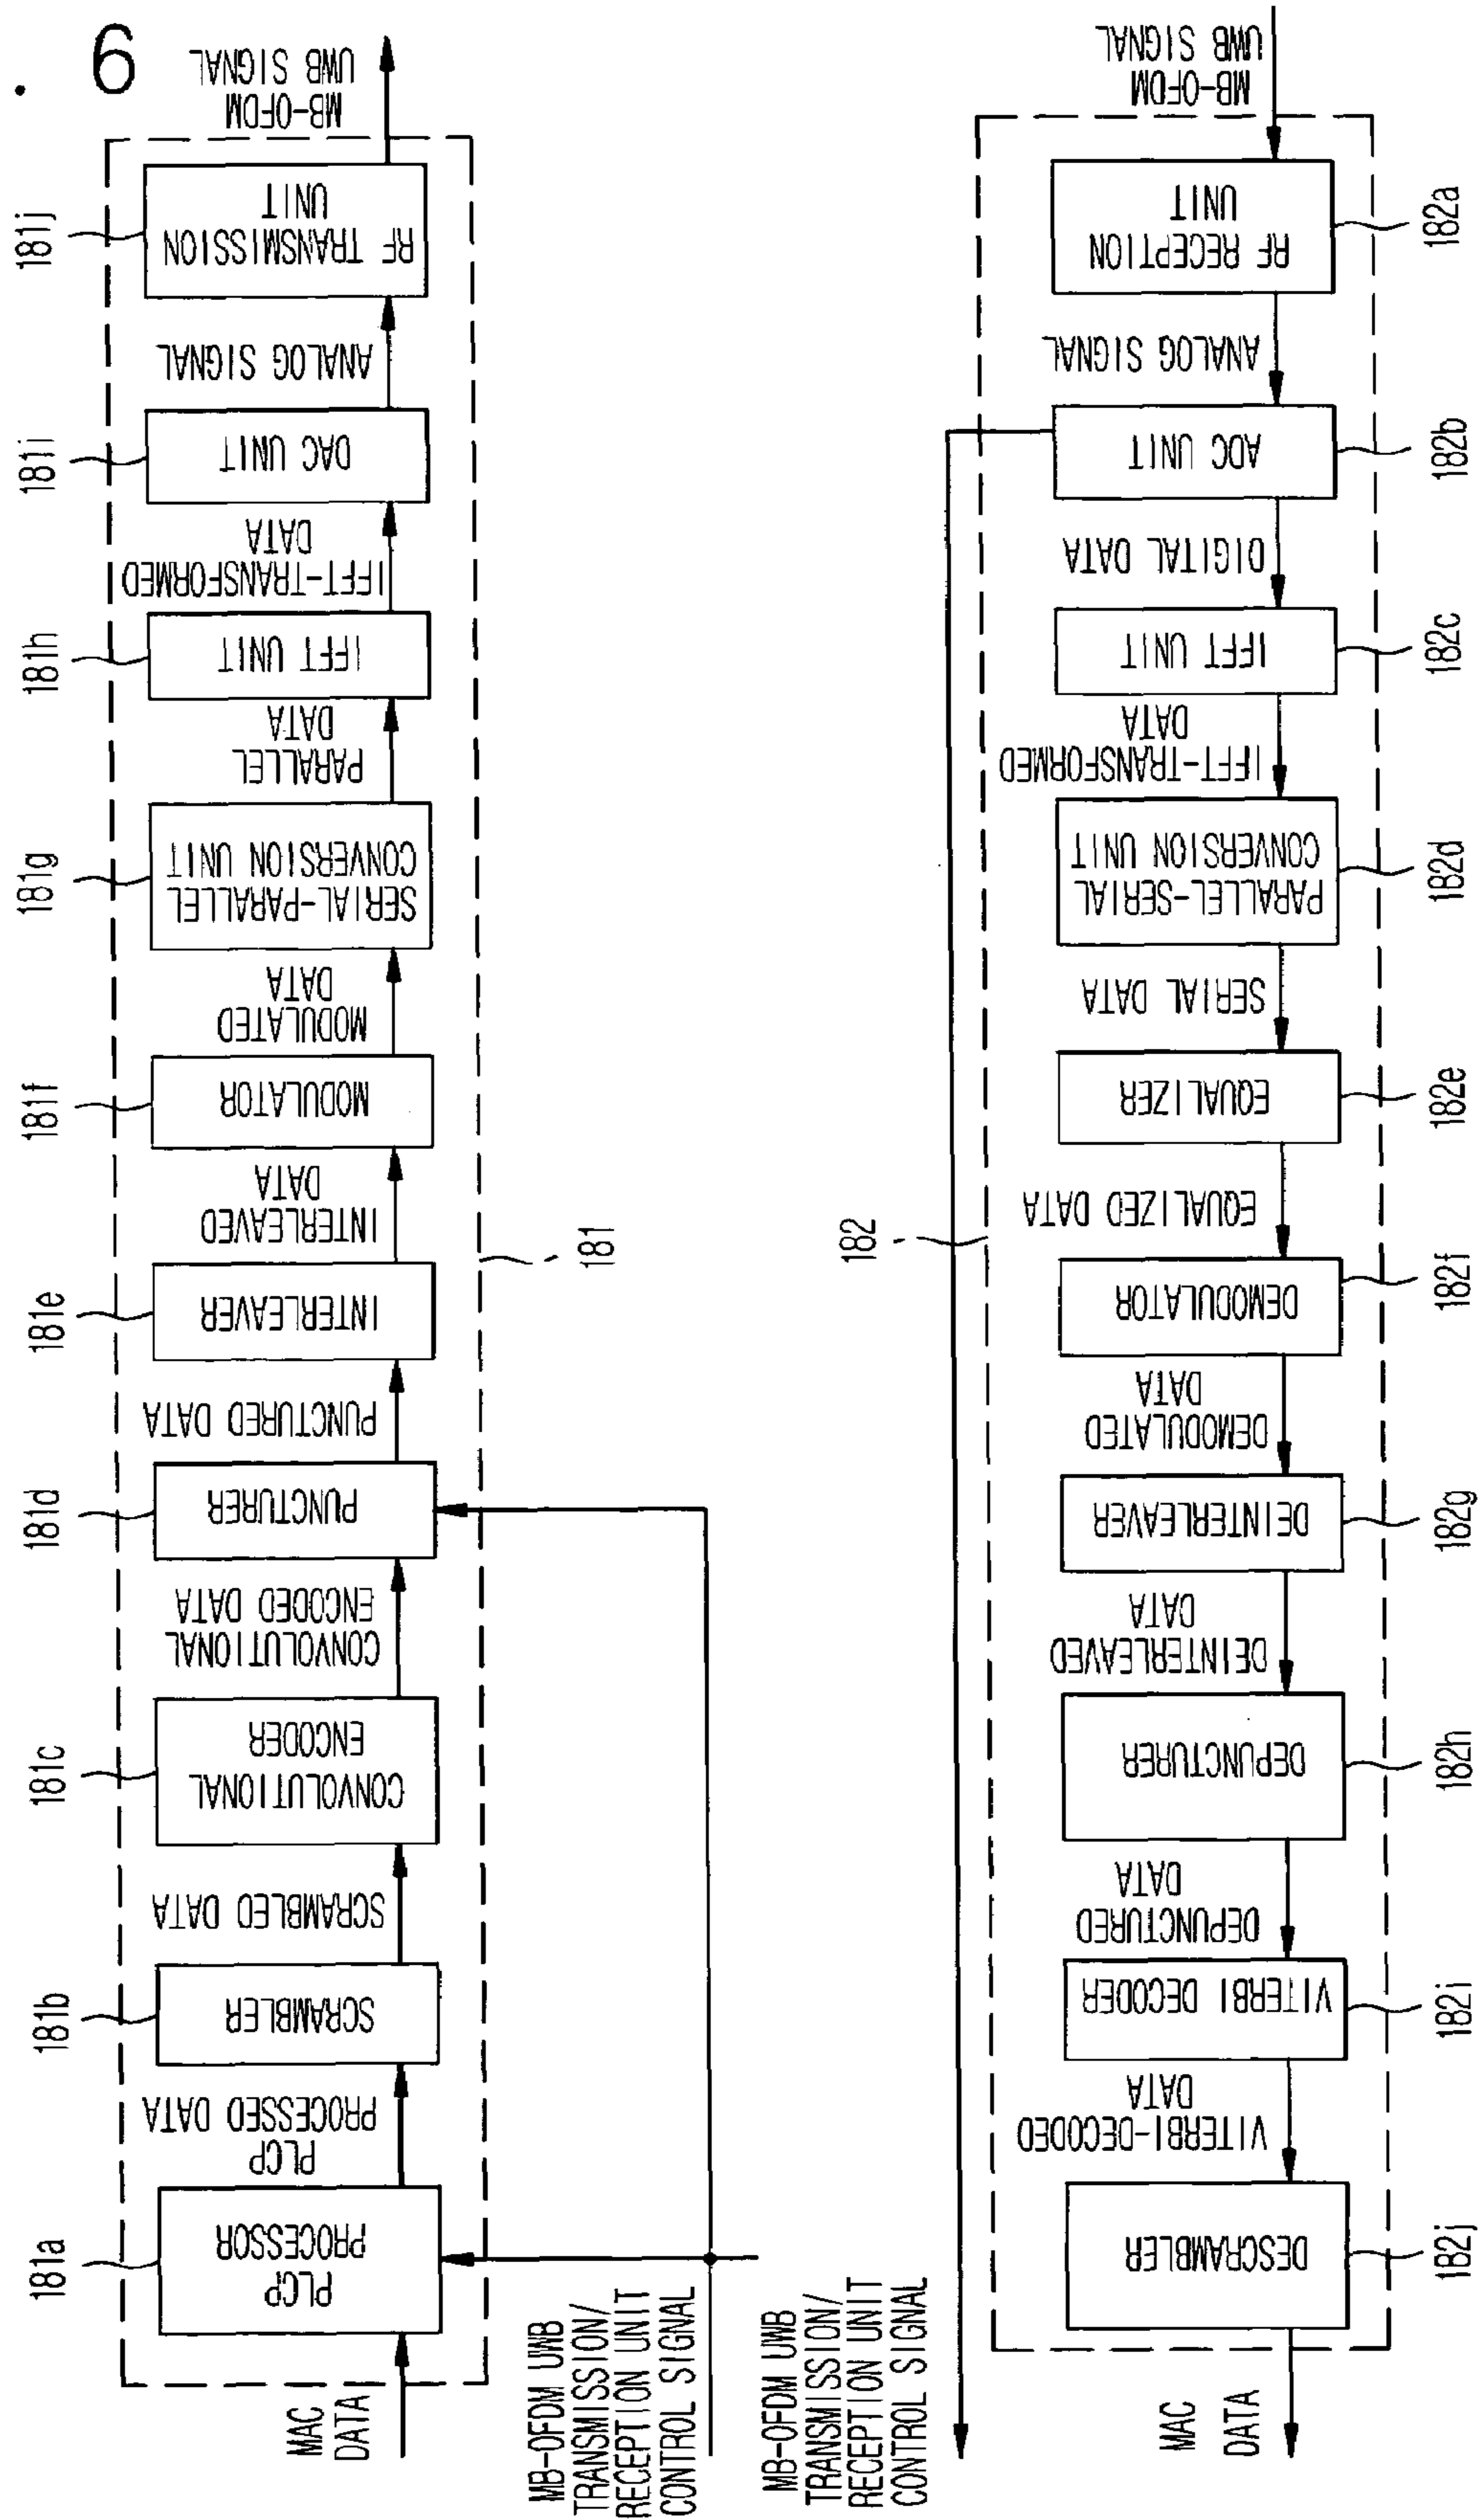 . 6
181a
181b
181c
181d
181e
181f
181g
181h
181i
181j
MAC
DATA
PLCP
PROCESSOR
PLCP
PROCESSED DATA
SCRAMBLER
SCRAMBLED DATA
CONVOLUTIONAL
ENCODER
CONVOLUTIONAL
ENCODED DATA
PUNCTURER
PUNCTURED DATA
INTERLEAVER
INTERLEAVED
DATA
MODULATOR
MODULATED
DATA
SERIAL-PARALLEL
CONVERSION UNIT
PARALLEL
DATA
IFFT UNIT
IFFT-TRANSFORMED
DATA
DAC UNIT
ANALOG SIGNAL
RF TRANSMISSION
UNIT
MB-OFDM
UWB SIGNAL
181
MB-OFDM UWB
TRANSMISSION/
RECEPTION UNIT
CONTROL SIGNAL
MB-OFDM UWB
TRANSMISSION/
RECEPTION UNIT
CONTROL SIGNAL
182
MB-OFDM
UWB SIGNAL
RF RECEPTION
UNIT
ANALOG SIGNAL
ADC UNIT
DIGITAL DATA
IFFT UNIT
IFFT-TRANSFORMED
DATA
PARALLEL-SERIAL
CONVERSION UNIT
SERIAL DATA
EQUALIZER
EQUALIZED DATA
DEMODULATOR
DEMODULATED
DATA
DEINTERLEAVER
DEINTERLEAVED
DATA
DEPUNCTURER
DEPUNCTURED
DATA
VITERBI DECODER
VITERBI-DECODED
DATA
DESCRAMBLER
MAC
DATA
182a
182b
182c
182d
182e
182f
182g
182h
182i
182j